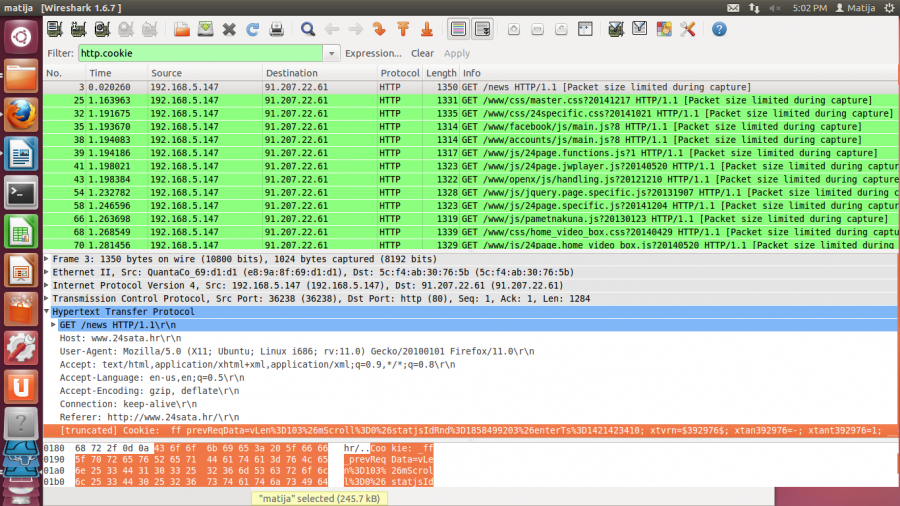 matija [Wireshark 1.6.7 ]
5:02 PM Matija
Filter: http.cookie Expression... Clear Apply
No. Time Source Destination Protocol Length Info
3 0.020260 192.168.5.147 91.207.22.61 HTTP 1350 GET /news HTTP/1.1 [Packet size limited during capture]
25 1.163963 192.168.5.147 91.207.22.61 HTTP 1331 GET /www/css/master.css?20141217 HTTP/1.1 [Packet size limited during capture]
32 1.191675 192.168.5.147 91.207.22.61 HTTP 1335 GET /www/css/24specific.css?20141021 HTTP/1.1 [Packet size limited during capture]
35 1.193670 192.168.5.147 91.207.22.61 HTTP 1314 GET /www/facebook/js/main.js?8 HTTP/1.1 [Packet size limited during capture]
38 1.194083 192.168.5.147 91.207.22.61 HTTP 1314 GET /www/accounts/js/main.js?8 HTTP/1.1 [Packet size limited during capture]
39 1.194186 192.168.5.147 91.207.22.61 HTTP 1317 GET /www/js/24page.functions.js?1 HTTP/1.1 [Packet size limited during capture]
41 1.198021 192.168.5.147 91.207.22.61 HTTP 1323 GET /www/js/24page.jwplayer.js?20140520 HTTP/1.1 [Packet size limited during capture]
43 1.198384 192.168.5.147 91.207.22.61 HTTP 1322 GET /www/openx/js/handling.js?20121210 HTTP/1.1 [Packet size limited during capture]
54 1.232782 192.168.5.147 91.207.22.61 HTTP 1328 GET /www/js/jquery.page.specific.js?20131907 HTTP/1.1 [Packet size limited during c
58 1.246596 192.168.5.147 91.207.22.61 HTTP 1323 GET /www/js/24page.specific.js?20141204 HTTP/1.1 [Packet size limited during capture]
66 1.263698 192.168.5.147 91.207.22.61 HTTP 1319 GET /www/js/pametnakuna.js?20130123 HTTP/1.1 [Packet size limited during capture]
68 1.268549 192.168.5.147 91.207.22.61 HTTP 1329 GET /www/css/home_video_box.css?20140429 HTTP/1.1 [Packet size limited during captu
70 1.281456 192.168.5.147 91.207.22.61 HTTP 1329 GET /www/js/24page.home_video_box.js?20140520 HTTP/1.1 [Packet size limited during
Frame 3: 1350 bytes on wire (10800 bits), 1024 bytes captured (8192 bits)
Ethernet II, Src: QuantaCo_69:d1:d1 (e8:9a:8f:69:d1:d1), Dst: 5c:f4:ab:30:76:5b (5c:f4:ab:30:76:5b)
Internet Protocol Version 4, Src: 192.168.5.147 (192.168.5.147), Dst: 91.207.22.61 (91.207.22.61)
Transmission Control Protocol, Src Port: 36238 (36238), Dst Port: http (80), Seq: 1, Ack: 1, Len: 1284
Hypertext Transfer Protocol
GET /news HTTP/1.1\r\n
Host: www.24sata.hr\r\n
User-Agent: Mozilla/5.0 (X11; Ubuntu; Linux i686; rv:11.0) Gecko/20100101 Firefox/11.0\r\n
Accept: text/html,application/xhtml+xml,application/xml;q=0.9,*/*;q=0.8\r\n
Accept-Language: en-us,en;q=0.5\r\n
Accept-Encoding: gzip, deflate\r\n
Connection: keep-alive\r\n
Referer: http://www.24sata.hr/\r\n
[truncated] Cookie: _ff_prevReqData=vLen%3D103%26mScroll%3D0%26statjsIdRnd%3D1858499203%26enterTs%3D1421423410; xtvrn=$392976$; xtan392976=-; xtant392976=1; __
0180 68 72 2f 0d 0a 43 6f 6f 6b 69 65 3a 20 5f 66 66 hr/..Coo kie: _ff
0190 5f 70 72 65 76 52 65 71 44 61 74 61 3d 76 4c 65 _prevReq Data=vLe
01a0 6e 25 33 44 31 30 33 25 32 36 6d 53 63 72 6f 6c n%3D103% 26mScrol
01b0 6c 25 33 44 30 25 32 36 73 74 61 74 6a 73 49 64 l%3D0%26 statjsId
"matija" selected (245.7 kB)